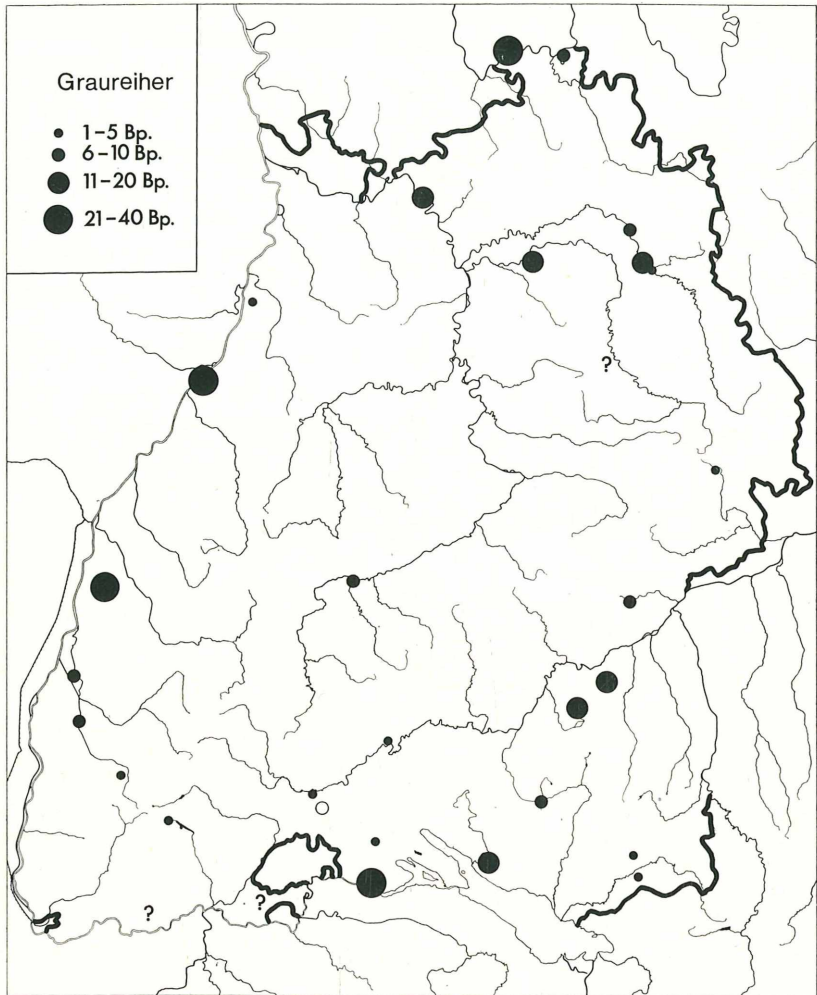 Graureiher
1–5 Bp.
6–10 Bp.
11–20 Bp.
21–40 Bp.
?
?
?